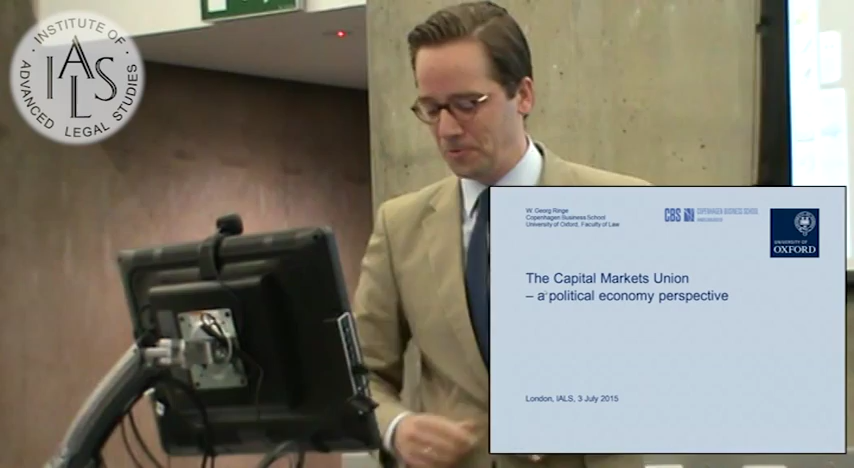 INSTITUTE OF
ADVANCED LEGAL STUDIES
IALS
W. Georg Ringe
Copenhagen Business School
University of Oxford, Faculty of Law
CBS
COPENHAGEN BUSINESS SCHOOL
UNIVERSITY OF
OXFORD
The Capital Markets Union
– a political economy perspective
London, IALS, 3 July 2015